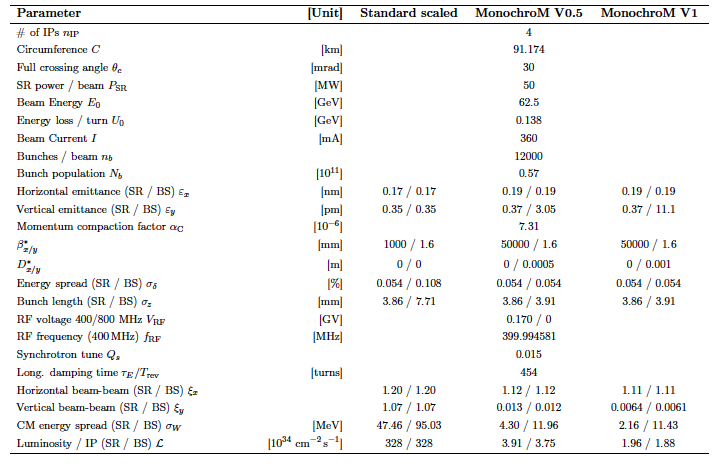 Parameter [Unit] Standard scaled MonochroM V0.5 MonochroM V1
# of IPs n_IP 4
Circumference C [km] 91.174
Full crossing angle θ_c [mrad] 30
SR power / beam P_SR [MW] 50
Beam Energy E_0 [GeV] 62.5
Energy loss / turn U_0 [GeV] 0.138
Beam Current I [mA] 360
Bunches / beam n_b 12000
Bunch population N_b [10^11] 0.57
Horizontal emittance (SR / BS) ε_x [nm] 0.17 / 0.17 0.19 / 0.19 0.19 / 0.19
Vertical emittance (SR / BS) ε_y [pm] 0.35 / 0.35 0.37 / 3.05 0.37 / 11.1
Momentum compaction factor α_C [10^−6] 7.31
β*_x/y [mm] 1000 / 1.6 50000 / 1.6 50000 / 1.6
D*_x/y [m] 0 / 0 0 / 0.0005 0 / 0.001
Energy spread (SR / BS) σ_δ [%] 0.054 / 0.108 0.054 / 0.054 0.054 / 0.054
Bunch length (SR / BS) σ_z [mm] 3.86 / 7.71 3.86 / 3.91 3.86 / 3.91
RF voltage 400/800 MHz V_RF [GV] 0.170 / 0
RF frequency (400 MHz) f_RF [MHz] 399.994581
Synchrotron tune Q_s 0.015
Long. damping time τ_E/T_rev [turns] 454
Horizontal beam-beam (SR / BS) ξ_x 1.20 / 1.20 1.12 / 1.12 1.11 / 1.11
Vertical beam-beam (SR / BS) ξ_y 1.07 / 1.07 0.013 / 0.012 0.0064 / 0.0061
CM energy spread (SR / BS) σ_W [MeV] 47.46 / 95.03 4.30 / 11.96 2.16 / 11.43
Luminosity / IP (SR / BS) ℒ [10^34 cm^−2 s^−1] 328 / 328 3.91 / 3.75 1.96 / 1.88